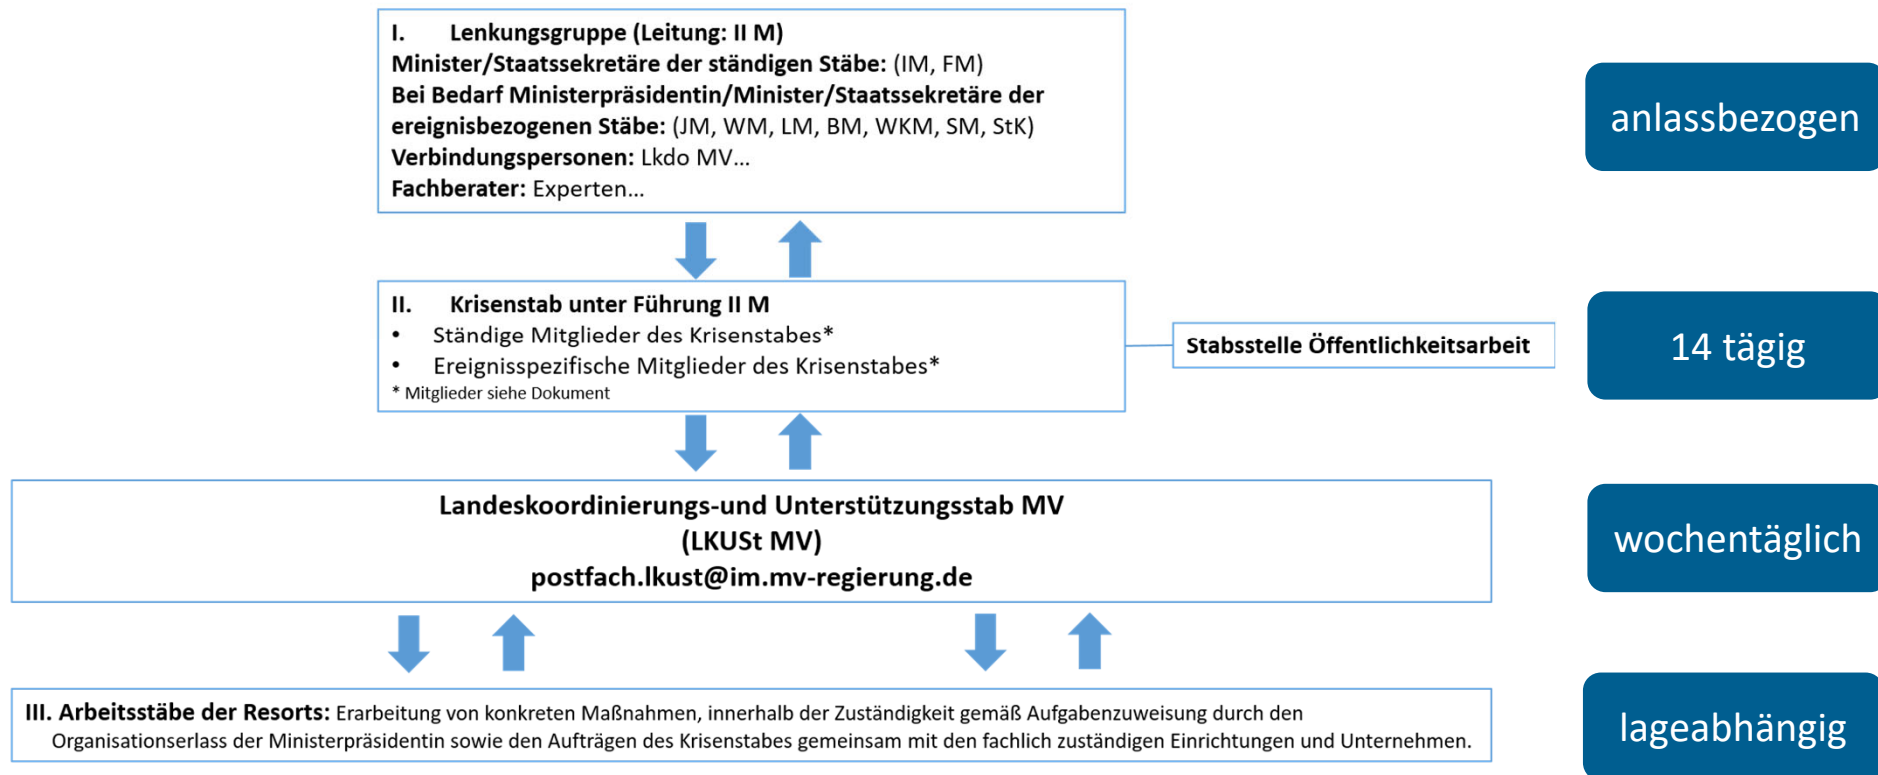 I. Lenkungsgruppe (Leitung: II M)
Minister/Staatssekretäre der ständigen Stäbe: (IM, FM)
Bei Bedarf Ministerpräsidentin/Minister/Staatssekretäre der
ereignisbezogenen Stäbe: (JM, WM, LM, BM, WKM, SM, StK)
Verbindungspersonen: Lkdo MV...
Fachberater: Experten...
anlassbezogen
II. Krisenstab unter Führung II M
• Ständige Mitglieder des Krisenstabes*
• Ereignisspezifische Mitglieder des Krisenstabes*
* Mitglieder siehe Dokument
Stabsstelle Öffentlichkeitsarbeit
14 tägig
Landeskoordinierungs-und Unterstützungsstab MV
(LKUSt MV)
postfach.lkust@im.mv-regierung.de
wochentäglich
III. Arbeitsstäbe der Resorts: Erarbeitung von konkreten Maßnahmen, innerhalb der Zuständigkeit gemäß Aufgabenzuweisung durch den
Organisationserlass der Ministerpräsidentin sowie den Aufträgen des Krisenstabes gemeinsam mit den fachlich zuständigen Einrichtungen und Unternehmen.
lageabhängig